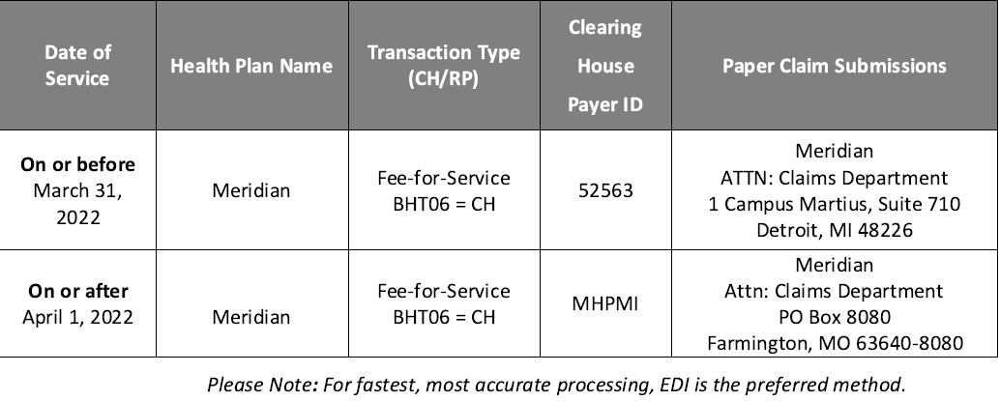 Date of
Service
Health Plan Name
Transaction Type
(CH/RP)
Clearing
House
Payer ID
Paper Claim Submissions
On or before
March 31,
2022
Meridian
Fee-for-Service
BHT06 = CH
52563
Meridian
ATTN: Claims Department
1 Campus Martius, Suite 710
Detroit, MI 48226
On or after
April 1, 2022
Meridian
Fee-for-Service
BHT06 = CH
MHPMI
Meridian
Attn: Claims Department
PO Box 8080
Farmington, MO 63640-8080
Please Note: For fastest, most accurate processing, EDI is the preferred method.